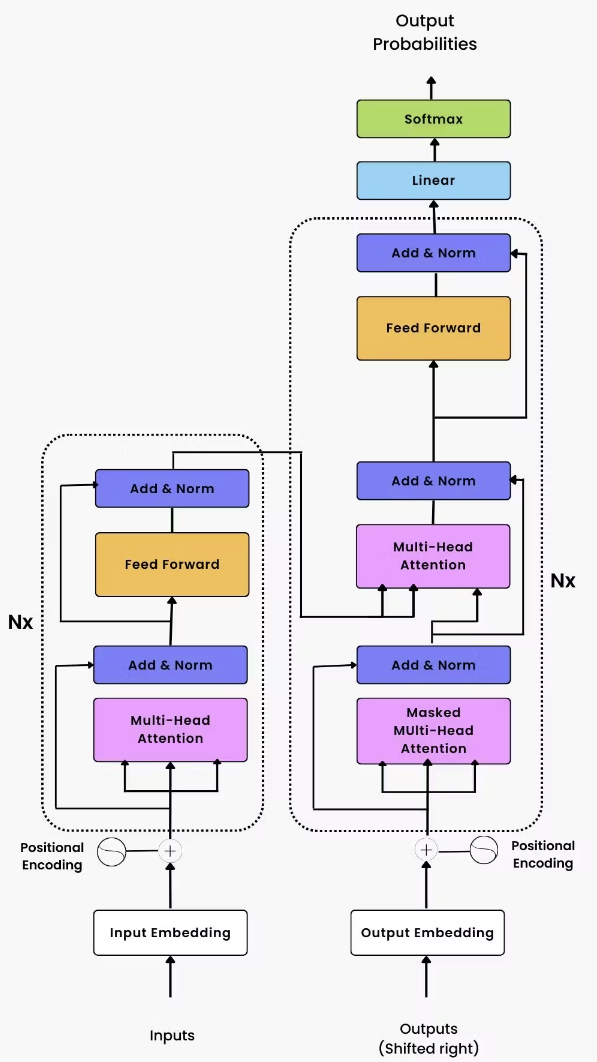 Output
Probabilities
Softmax
Linear
Add & Norm
Feed Forward
Add & Norm
Multi-Head
Attention
Nx
Add & Norm
Masked
MUlti-Head
Attention
Add & Norm
Feed Forward
Nx
Add & Norm
Multi-Head
Attention
Positional
Encoding
Positional
Encoding
Input Embedding
Output Embedding
Inputs
Outputs
(Shifted right)